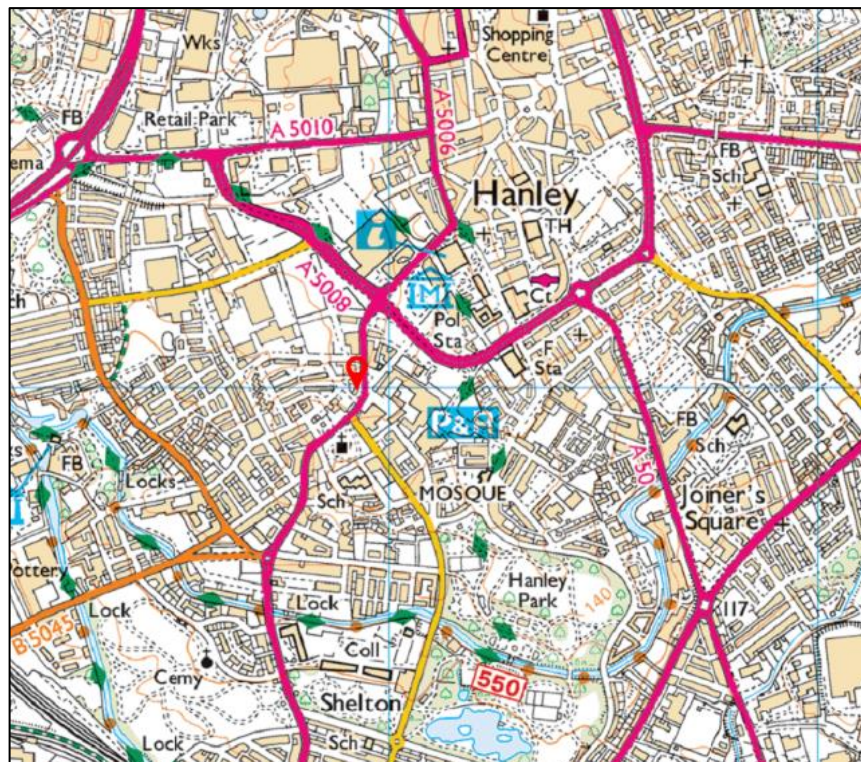 Wks
Shopping
Centre
FB
Retail Park
A 5010
A 5006
ema
FB
Sch
Hanley
TH
i
A 5008
M
Ct
Pol
Sta
F
Sta
ch
P&R
FB
Sch
A 50
FB
Locks
Sch
MOSQUE
Joiner's
Square
ottery
Lock
Lock
Hanley
Park
140
117
B 5045
Coll
Cemy
550
Shelton
Lock
Sch